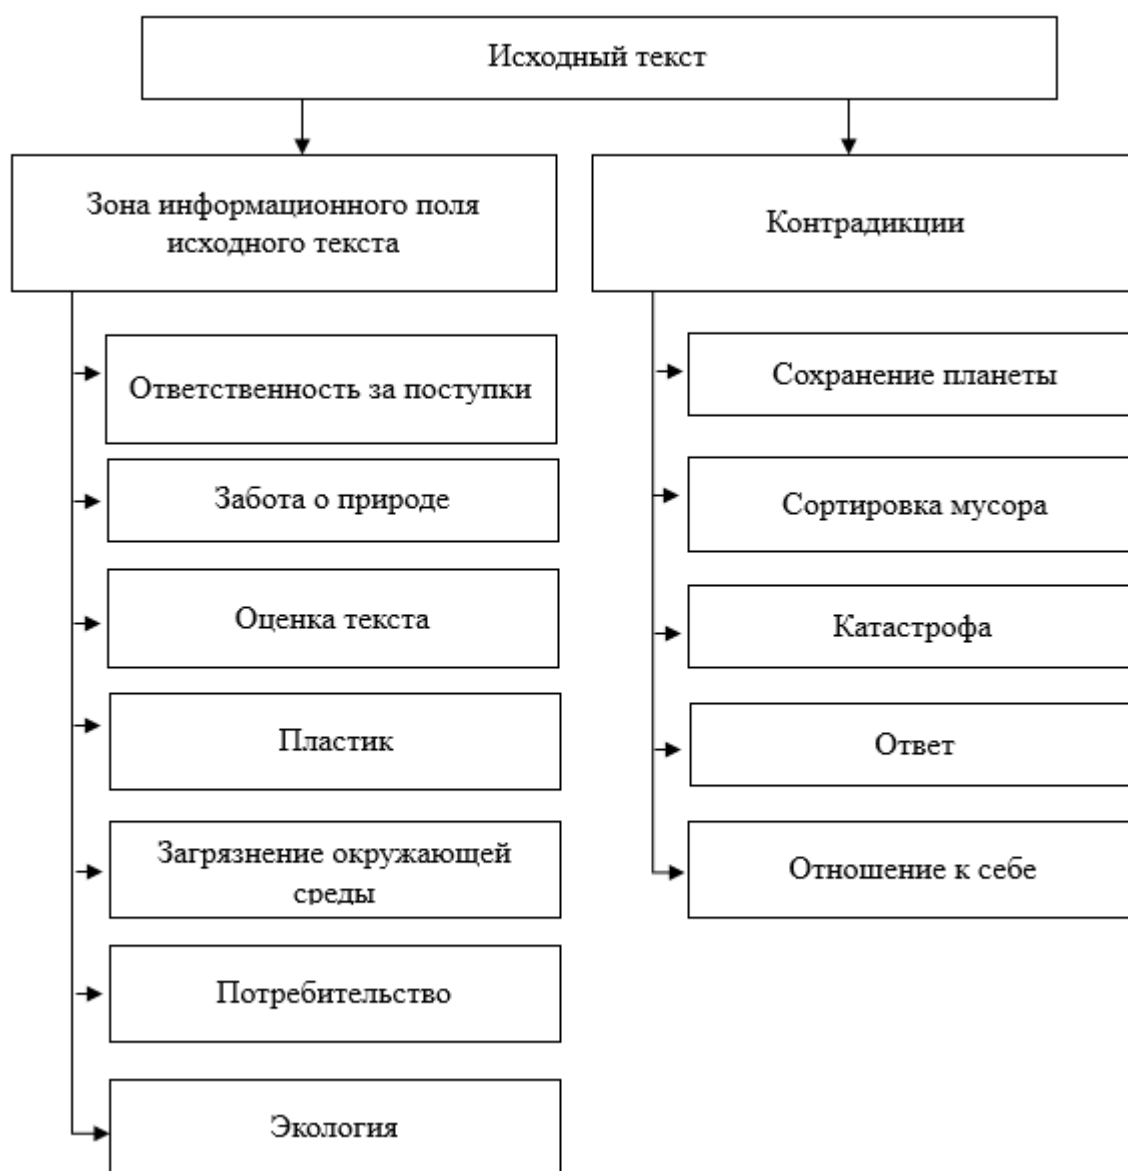 Исходный текст
Зона информационного поля
исходного текста
Ответственность за поступки
Забота о природе
Оценка текста
Пластик
Загрязнение окружающей
среды
Потребительство
Экология
Контрадикции
Сохранение планеты
Сортировка мусора
Катастрофа
Ответ
Отношение к себе